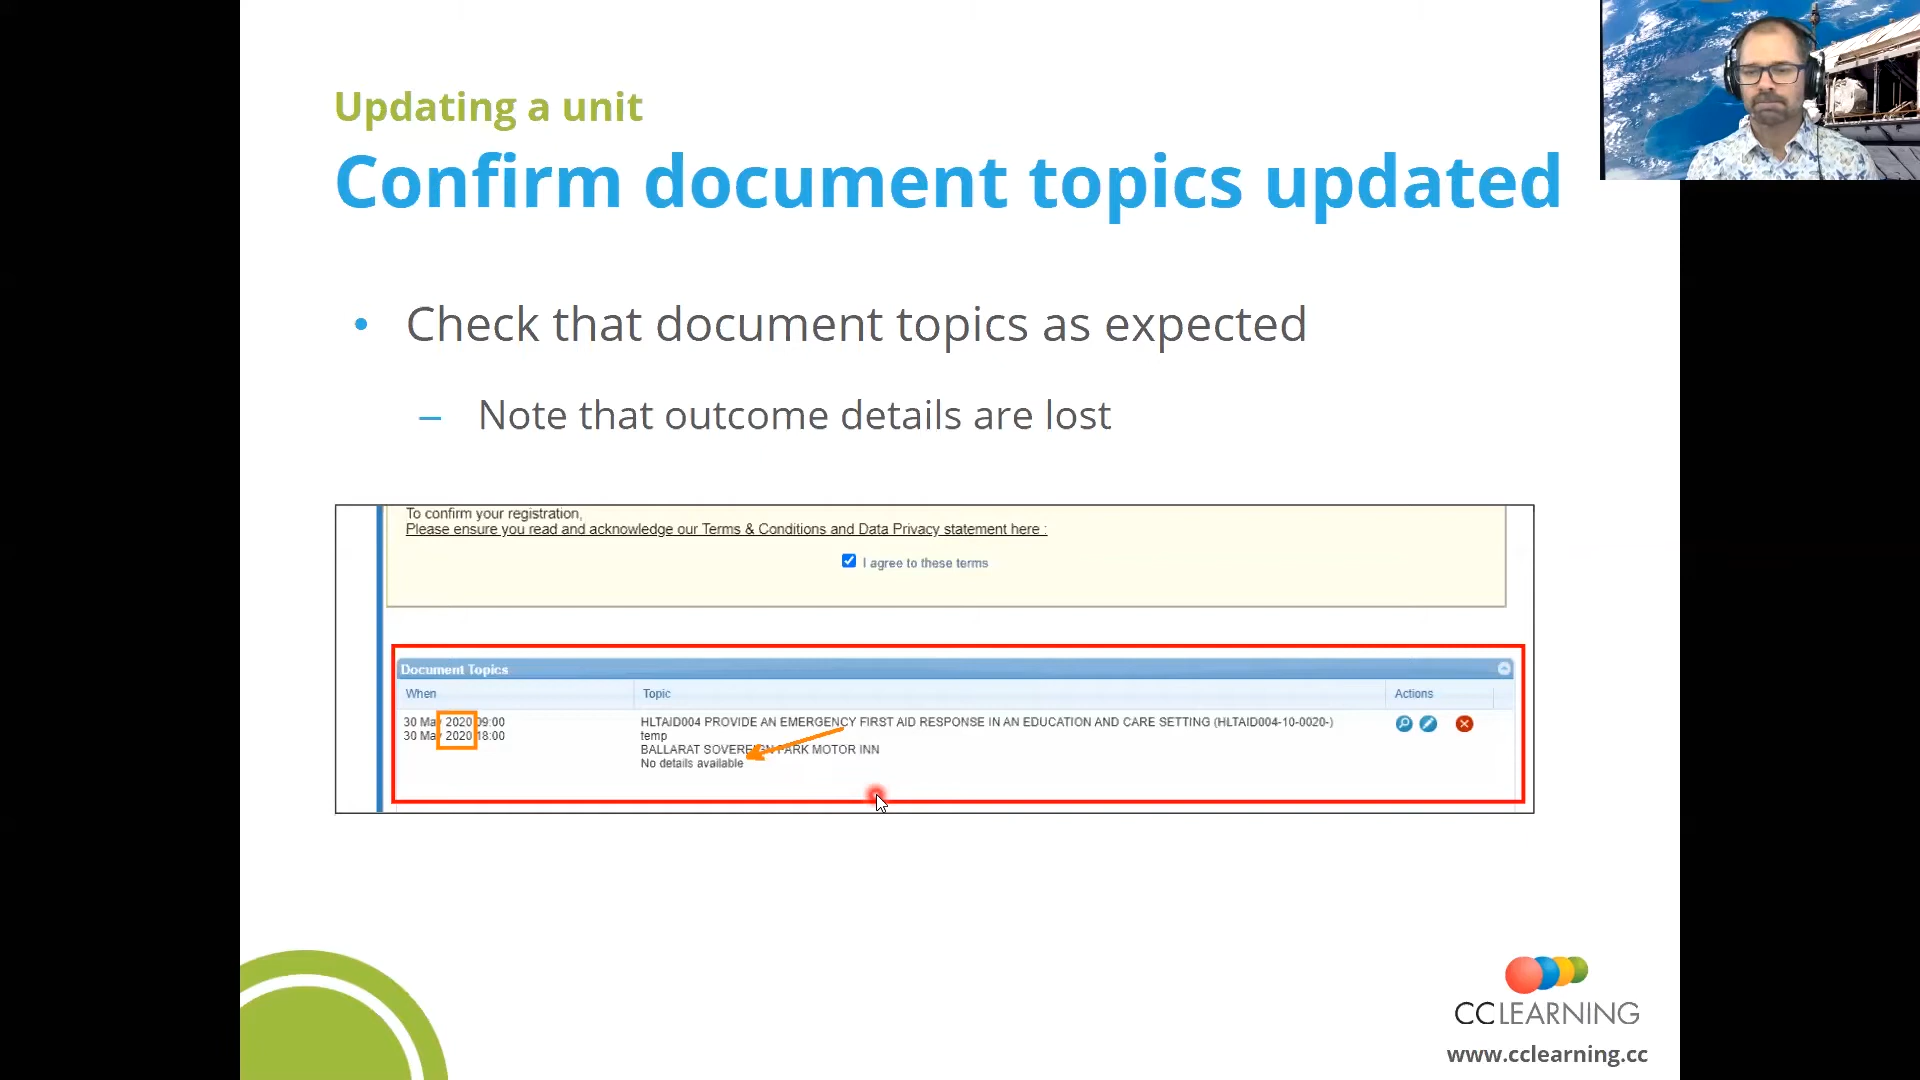 Updating a unit
Confirm document topics updated
• Check that document topics as expected
– Note that outcome details are lost
To confirm your registration,
Please ensure you read and acknowledge our Terms & Conditions and Data Privacy statement here :
I agree to these terms
Document Topics
When Topic Actions
30 May 2020 09:00 HLTAID004 PROVIDE AN EMERGENCY FIRST AID RESPONSE IN AN EDUCATION AND CARE SETTING (HLTAID004-10-0020-)
30 May 2020 18:00 temp
BALLARAT SOVEREIGN PARK MOTOR INN
No details available
CCLEARNING
www.cclearning.cc